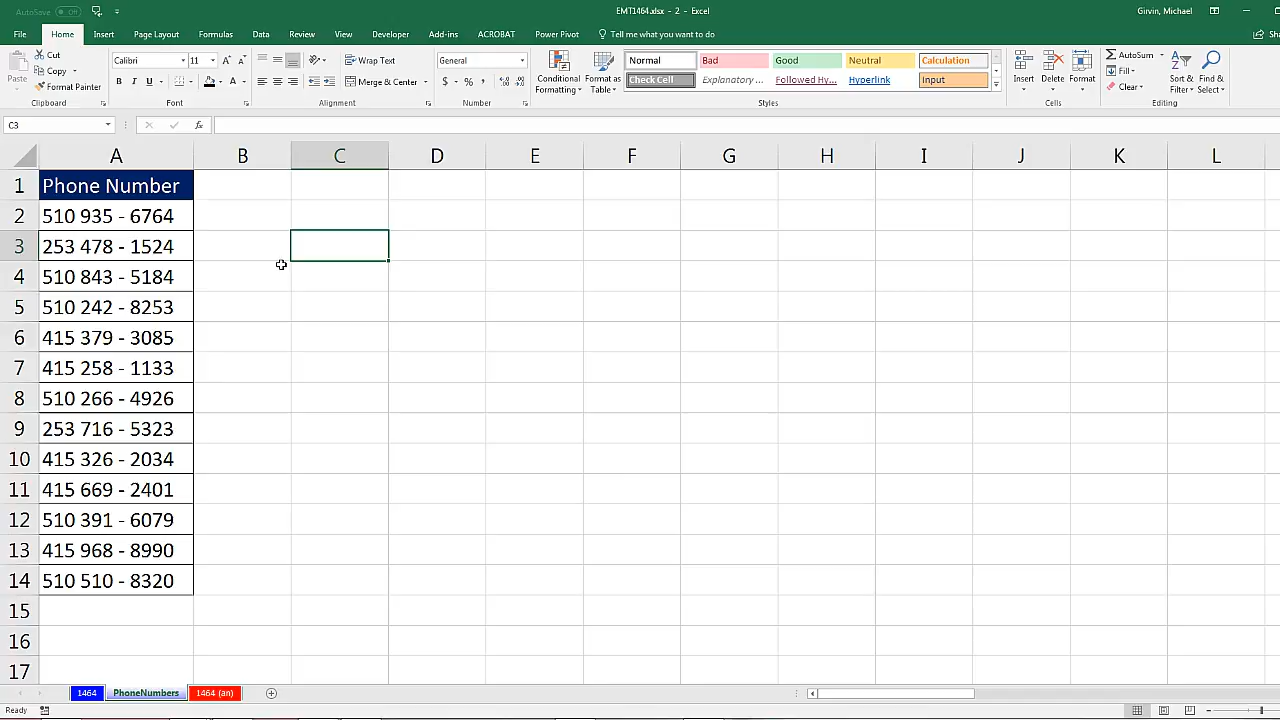 AutoSave Off
EMT1464.xlsx - 2 - Excel
Girvin, Michael
File Home Insert Page Layout Formulas Data Review View Developer Add-ins ACROBAT Power Pivot Tell me what you want to do
Paste
Cut
Copy
Format Painter
Clipboard
Calibri 11
B I U
Font
Wrap Text
Merge & Center
Alignment
General
$ % ,
Number
Conditional Formatting
Format as Table
Normal Bad Good Neutral Calculation
Check Cell Explanatory ... Followed Hy... Hyperlink Input
Styles
Insert Delete Format
Cells
AutoSum
Fill
Clear
Sort & Filter
Find & Select
Editing
C3 fx
A B C D E F G H I J K L
1 Phone Number
2 510 935 - 6764
3 253 478 - 1524
4 510 843 - 5184
5 510 242 - 8253
6 415 379 - 3085
7 415 258 - 1133
8 510 266 - 4926
9 253 716 - 5323
10 415 326 - 2034
11 415 669 - 2401
12 510 391 - 6079
13 415 968 - 8990
14 510 510 - 8320
15
16
17
1464 PhoneNumbers 1464 (an)
Ready